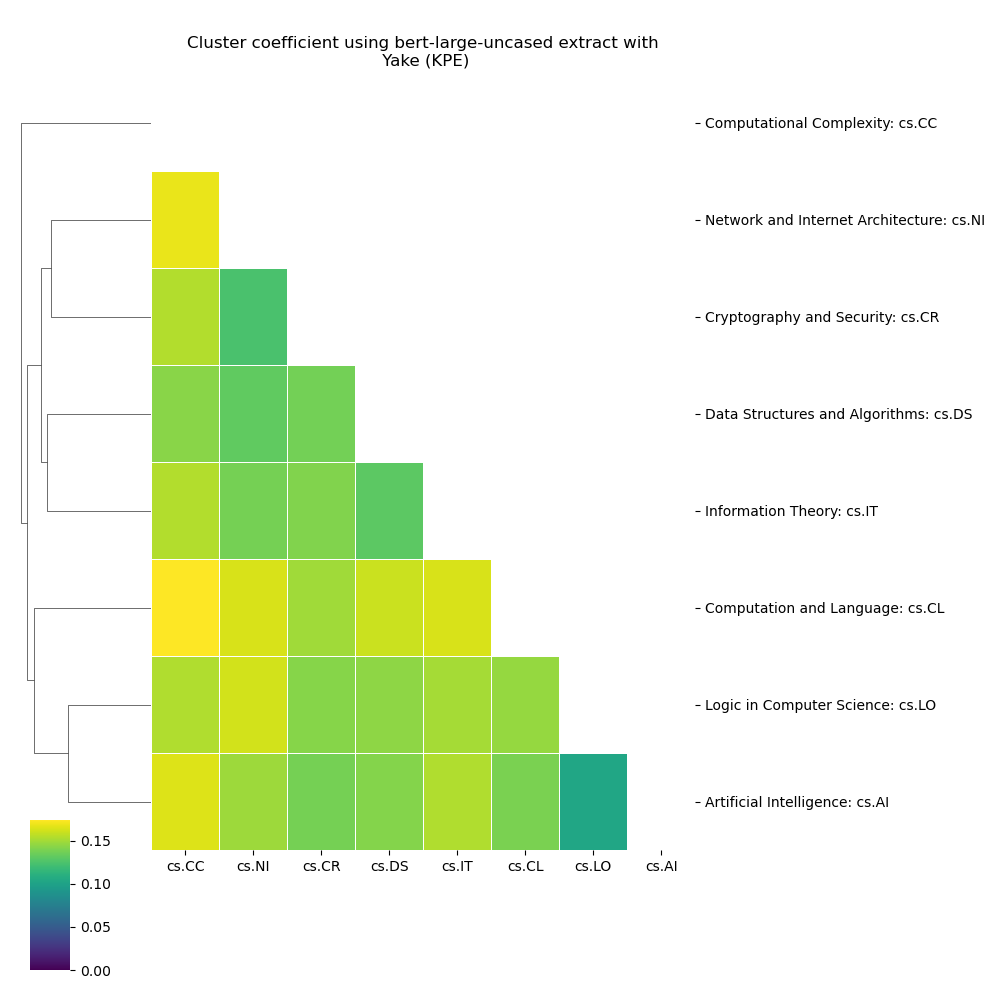 Cluster coefficient using bert-large-uncased extract with
Yake (KPE)
Computational Complexity: cs.CC
Network and Internet Architecture: cs.NI
Cryptography and Security: cs.CR
Data Structures and Algorithms: cs.DS
Information Theory: cs.IT
Computation and Language: cs.CL
Logic in Computer Science: cs.LO
Artificial Intelligence: cs.AI
cs.CC cs.NI cs.CR cs.DS cs.IT cs.CL cs.LO cs.AI
0.15
0.10
0.05
0.00